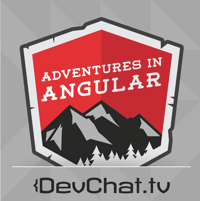 ADVENTURES IN
ANGULAR
{DevChat.tv